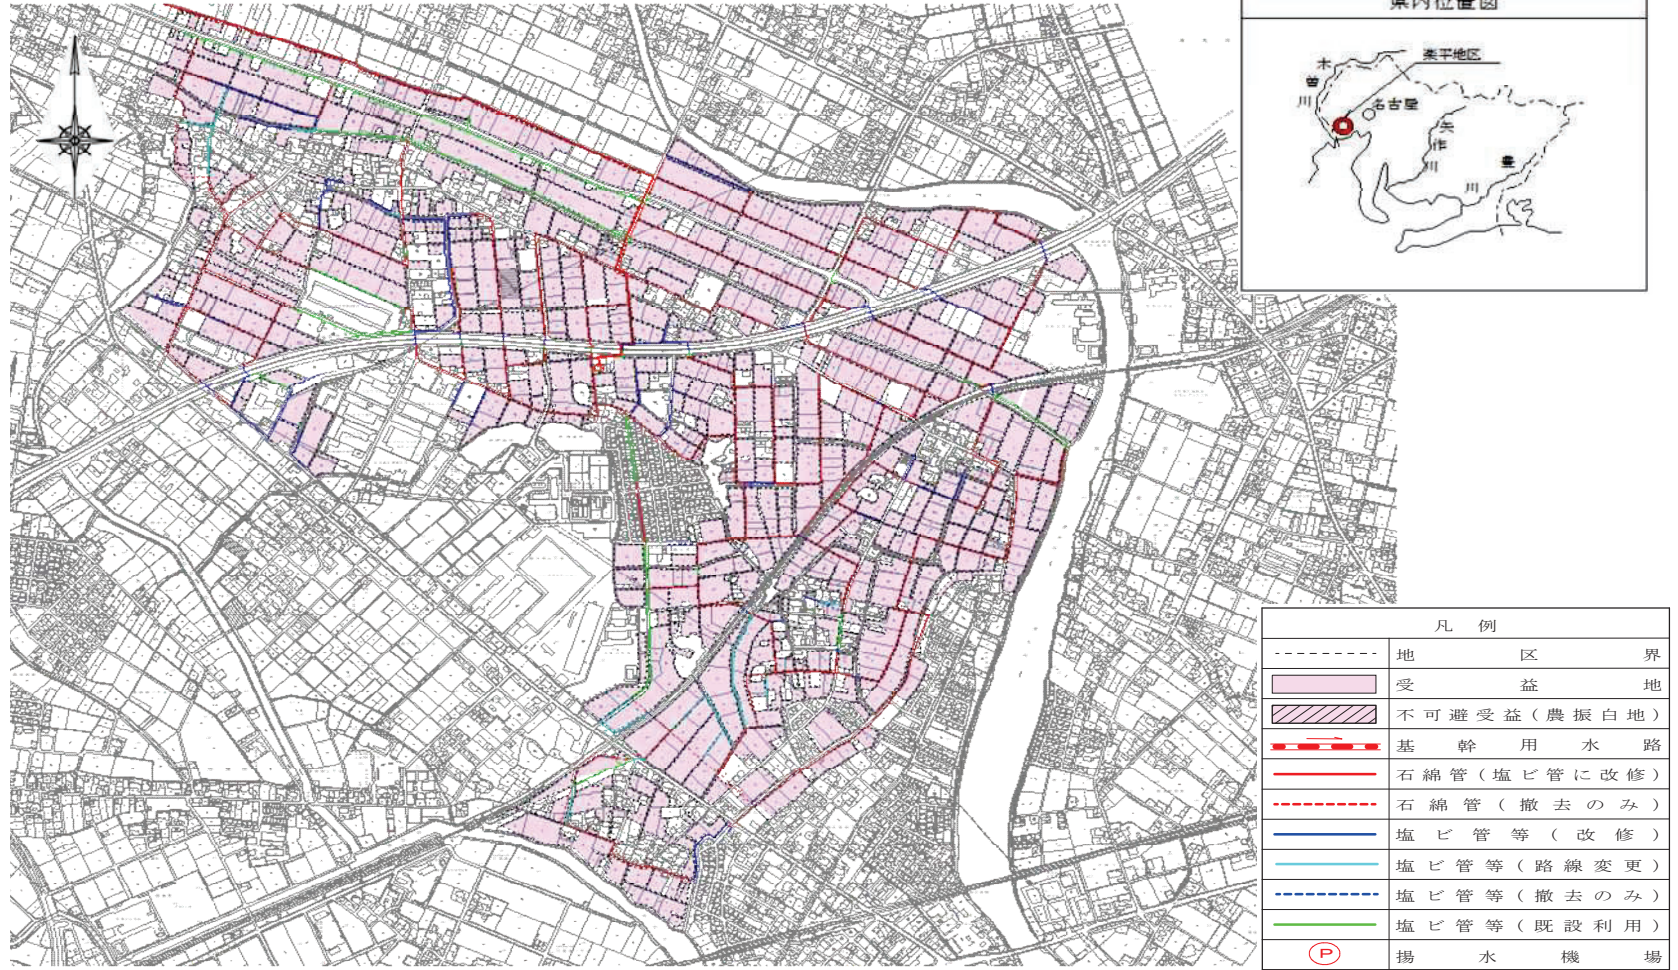 県内位置図
楽平地区
木曽川
名古屋
矢作川
豊川
凡例
地区界
受益地
不可避受益(農振白地)
基幹用水路
石綿管(塩ビ管に改修)
石綿管(撤去のみ)
塩ビ管等(改修)
塩ビ管等(路線変更)
塩ビ管等(撤去のみ)
塩ビ管等(既設利用)
P 揚水機場